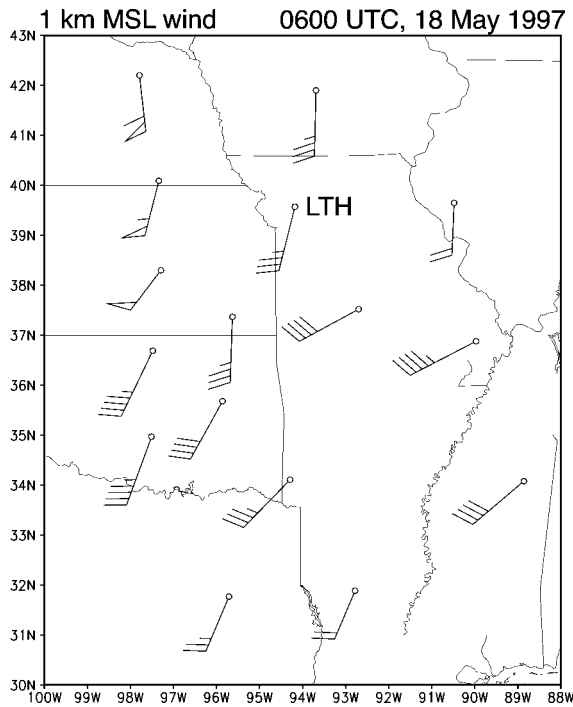 1 km MSL wind 0600 UTC, 18 May 1997
43N
42N
41N
40N
LTH
39N
38N
37N
36N
35N
34N
33N
32N
31N
30N
100W 99W 98W 97W 96W 95W 94W 93W 92W 91W 90W 89W 88W